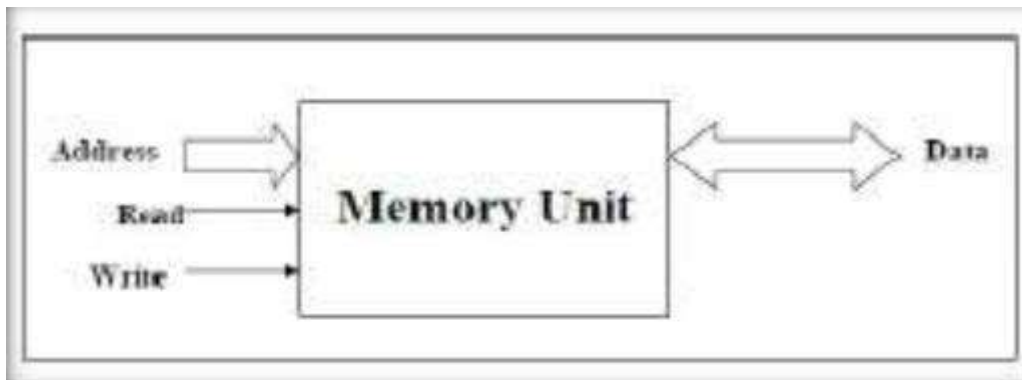 Address
Data
Read
Memory Unit
Write